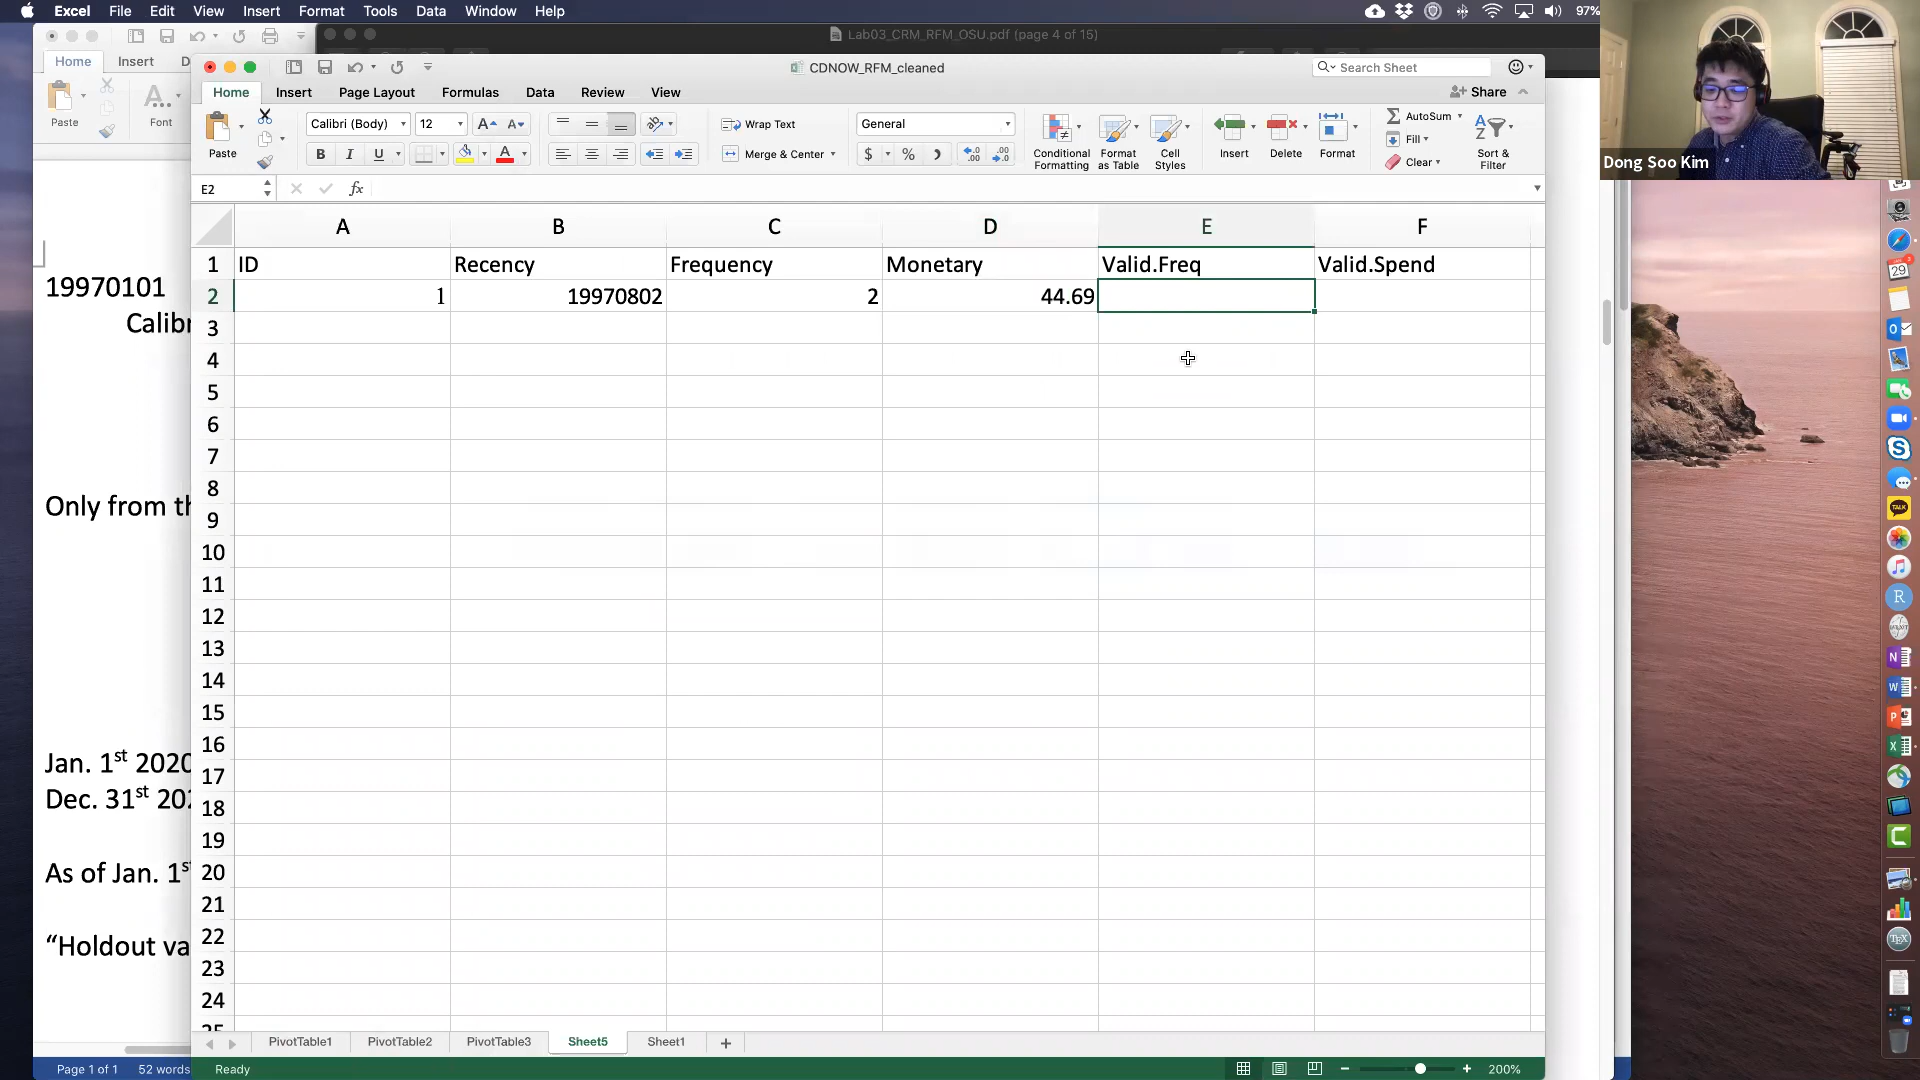 Excel File Edit View Insert Format Tools Data Window Help
97%
Lab03_CRM_RFM_OSU.pdf (page 4 of 15)
Home Insert D
Paste Font
CDNOW_RFM_cleaned
Search Sheet
Home Insert Page Layout Formulas Data Review View
Share
Paste
Calibri (Body) 12
B I U
Wrap Text
Merge & Center
General
$ % )
Conditional Formatting
Format as Table
Cell Styles
Insert Delete Format
AutoSum
Fill
Clear
Sort & Filter
Dong Soo Kim
E2 fx
A B C D E F
1 ID Recency Frequency Monetary Valid.Freq Valid.Spend
2 1 19970802 2 44.69
3
4
5
6
7
8
9
10
11
12
13
14
15
16
17
18
19
20
21
22
23
24
19970101
Calibr
Only from th
Jan. 1st 2020
Dec. 31st 202
As of Jan. 1st
“Holdout va
PivotTable1 PivotTable2 PivotTable3 Sheet5 Sheet1 +
Page 1 of 1 52 words
Ready
200%